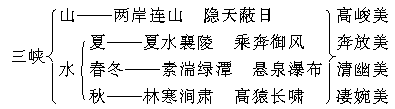 山——两岸连山 隐天蔽日 高峻美
夏——夏水襄陵 乘奔御风 奔放美
三峡 水 春冬——素湍绿潭 悬泉瀑布 清幽美
秋——林寒涧肃 高猿长啸 凄婉美